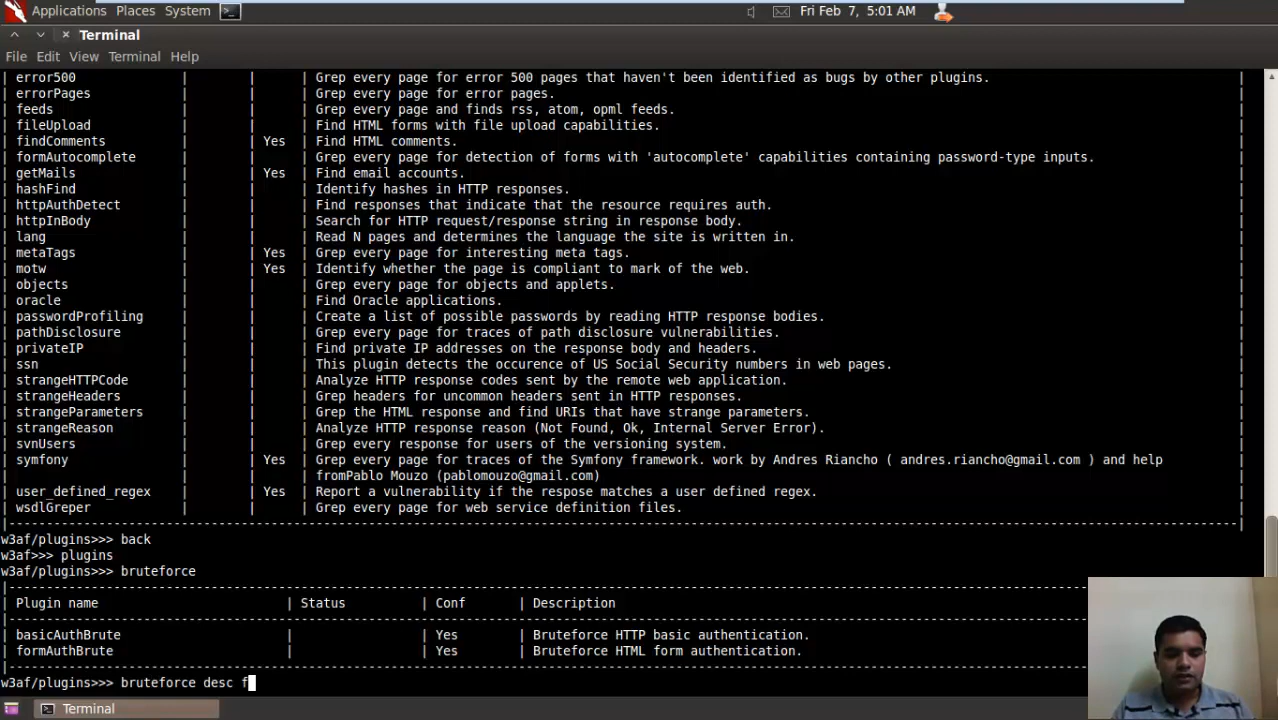 Applications Places System Fri Feb 7, 5:01 AM
Terminal
File Edit View Terminal Help
| error500 | | | Grep every page for error 500 pages that haven't been identified as bugs by other plugins. |
| errorPages | | | Grep every page for error pages. |
| feeds | | | Grep every page and finds rss, atom, opml feeds. |
| fileUpload | | | Find HTML forms with file upload capabilities. |
| findComments | | Yes | Find HTML comments. |
| formAutocomplete | | | Grep every page for detection of forms with 'autocomplete' capabilities containing password-type inputs. |
| getMails | | Yes | Find email accounts. |
| hashFind | | | Identify hashes in HTTP responses. |
| httpAuthDetect | | | Find responses that indicate that the resource requires auth. |
| httpInBody | | | Search for HTTP request/response string in response body. |
| lang | | | Read N pages and determines the language the site is written in. |
| metaTags | | Yes | Grep every page for interesting meta tags. |
| motw | | Yes | Identify whether the page is compliant to mark of the web. |
| objects | | | Grep every page for objects and applets. |
| oracle | | | Find Oracle applications. |
| passwordProfiling | | | Create a list of possible passwords by reading HTTP response bodies. |
| pathDisclosure | | | Grep every page for traces of path disclosure vulnerabilities. |
| privateIP | | | Find private IP addresses on the response body and headers. |
| ssn | | | This plugin detects the occurence of US Social Security numbers in web pages. |
| strangeHTTPCode | | | Analyze HTTP response codes sent by the remote web application. |
| strangeHeaders | | | Grep headers for uncommon headers sent in HTTP responses. |
| strangeParameters | | | Grep the HTML response and find URIs that have strange parameters. |
| strangeReason | | | Analyze HTTP response reason (Not Found, Ok, Internal Server Error). |
| svnUsers | | | Grep every response for users of the versioning system. |
| symfony | | Yes | Grep every page for traces of the Symfony framework. work by Andres Riancho ( andres.riancho@gmail.com ) and help |
| | | | fromPablo Mouzo (pablomouzo@gmail.com) |
| user_defined_regex | | Yes | Report a vulnerability if the respose matches a user defined regex. |
| wsdlGreper | | | Grep every page for web service definition files. |
w3af/plugins>>> back
w3af>>> plugins
w3af/plugins>>> bruteforce
| Plugin name | Status | Conf | Description
| basicAuthBrute | | Yes | Bruteforce HTTP basic authentication.
| formAuthBrute | | Yes | Bruteforce HTML form authentication.
w3af/plugins>>> bruteforce desc f
Terminal